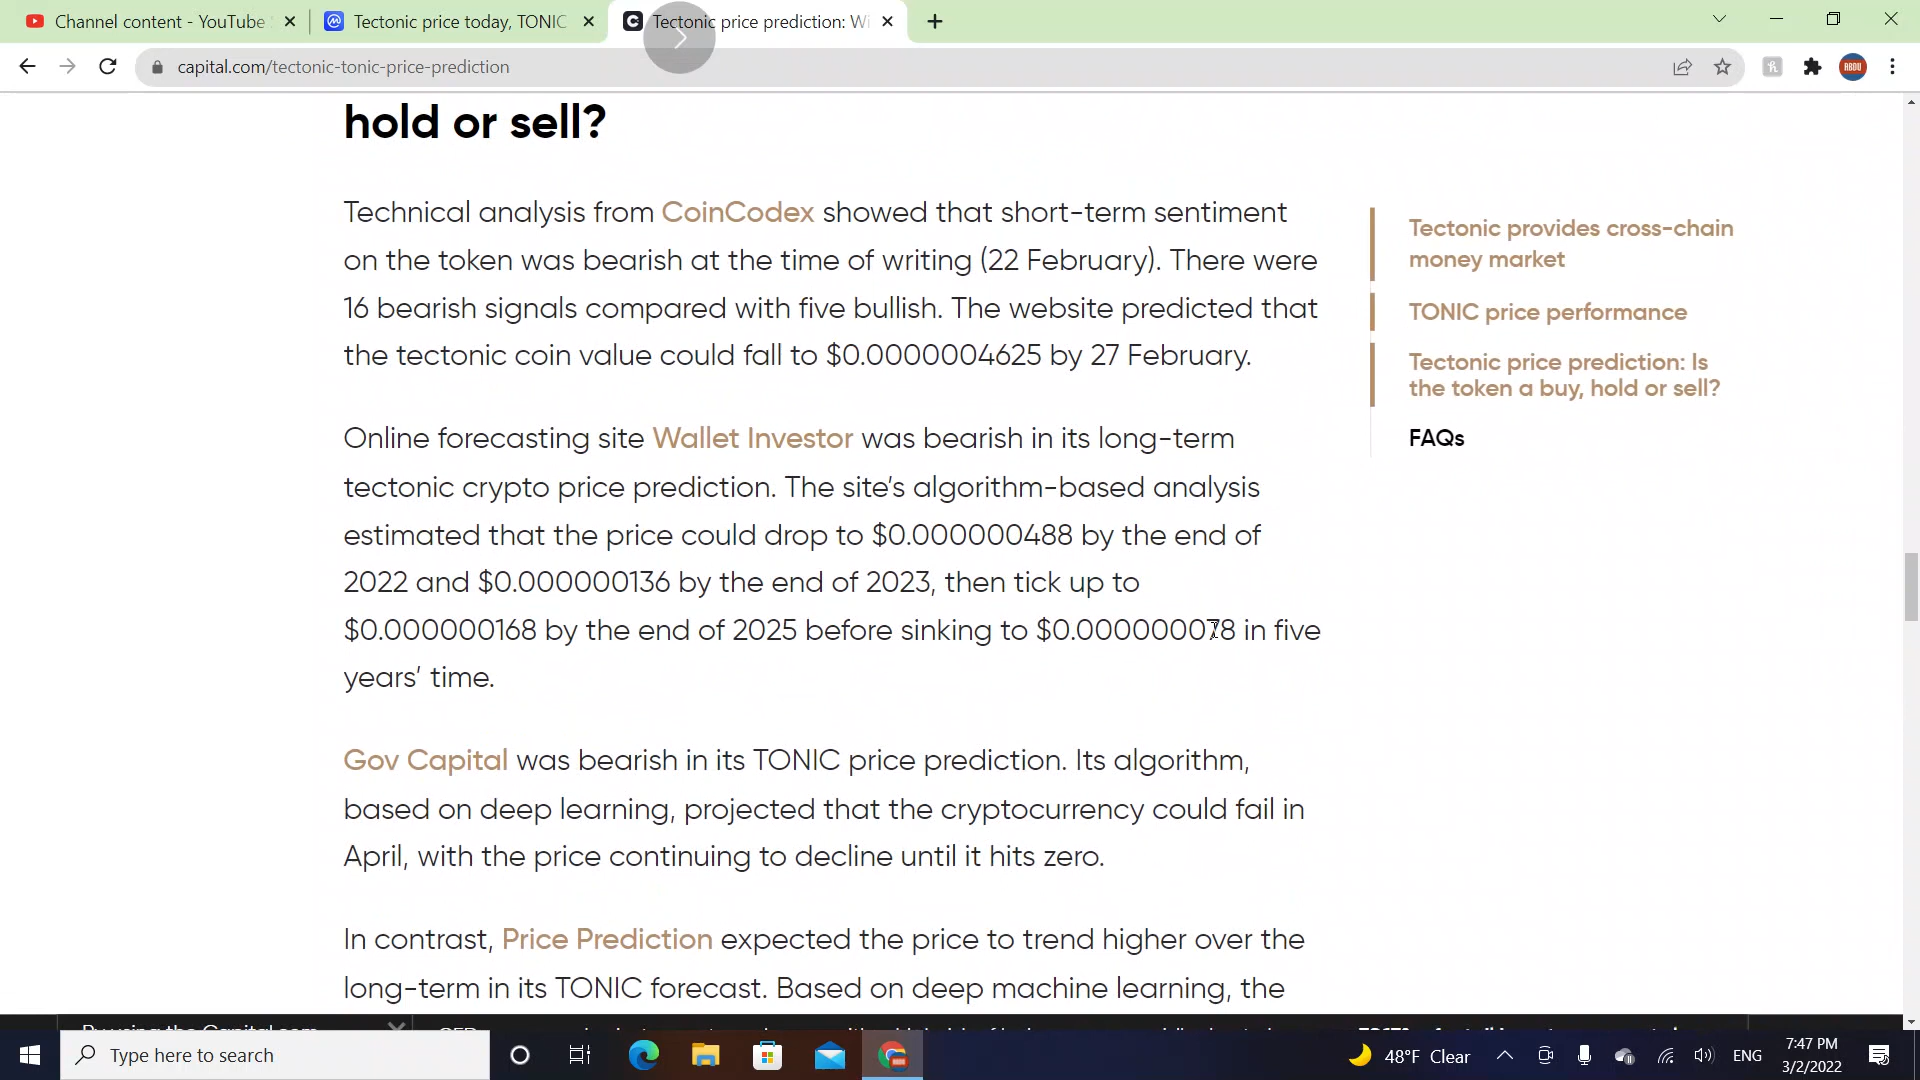 Channel content - YouTube
Tectonic price today, TONIC
Tectonic price prediction: Wi
capital.com/tectonic-tonic-price-prediction
ABDU
hold or sell?
Technical analysis from CoinCodex showed that short-term sentiment
on the token was bearish at the time of writing (22 February). There were
16 bearish signals compared with five bullish. The website predicted that
the tectonic coin value could fall to $0.0000004625 by 27 February.
Online forecasting site Wallet Investor was bearish in its long-term
tectonic crypto price prediction. The site’s algorithm-based analysis
estimated that the price could drop to $0.000000488 by the end of
2022 and $0.000000136 by the end of 2023, then tick up to
$0.000000168 by the end of 2025 before sinking to $0.000000078 in five
years’ time.
Gov Capital was bearish in its TONIC price prediction. Its algorithm,
based on deep learning, projected that the cryptocurrency could fail in
April, with the price continuing to decline until it hits zero.
In contrast, Price Prediction expected the price to trend higher over the
long-term in its TONIC forecast. Based on deep machine learning, the
Tectonic provides cross-chain
money market
TONIC price performance
Tectonic price prediction: Is
the token a buy, hold or sell?
FAQs
By using the Capital.com
Type here to search
48°F Clear
ENG
7:47 PM
3/2/2022